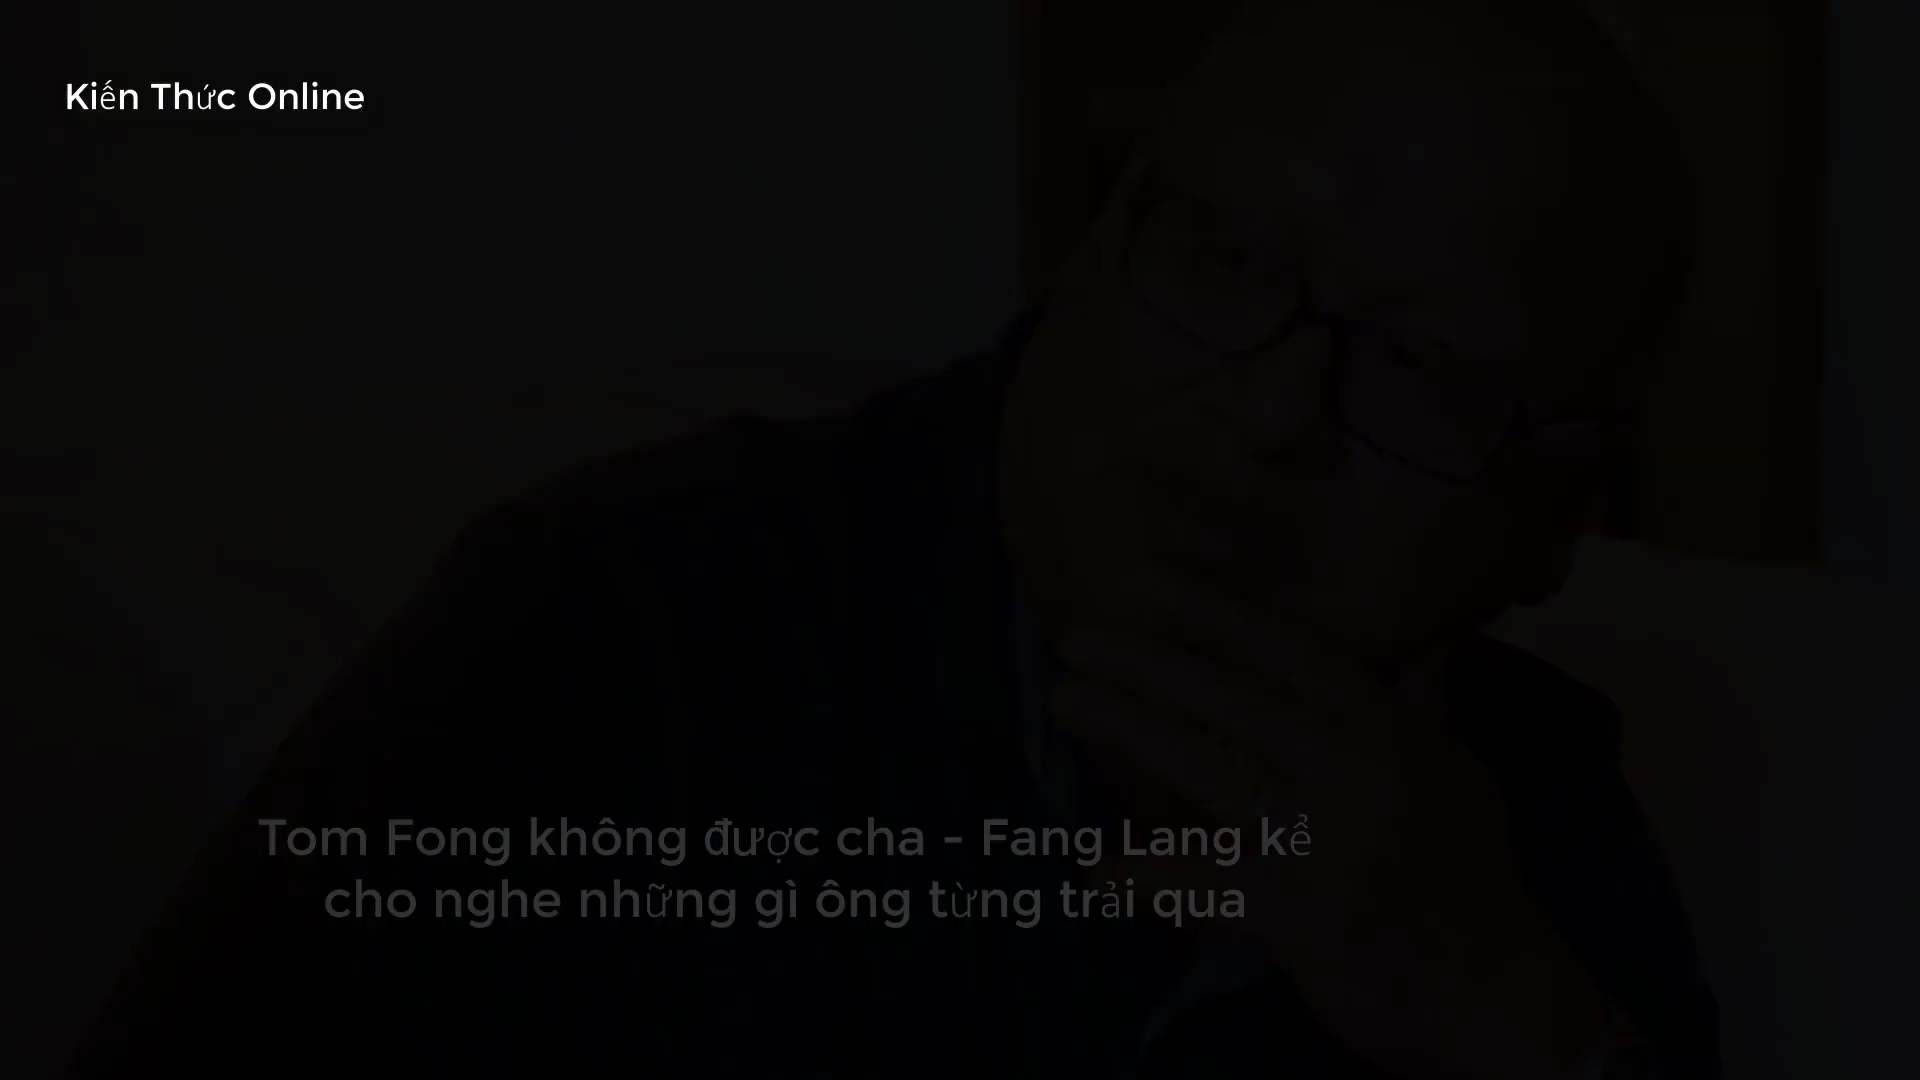 Kiến Thức Online
Tom Fong không được cha - Fang Lang kể
cho nghe những gì ông từng trải qua